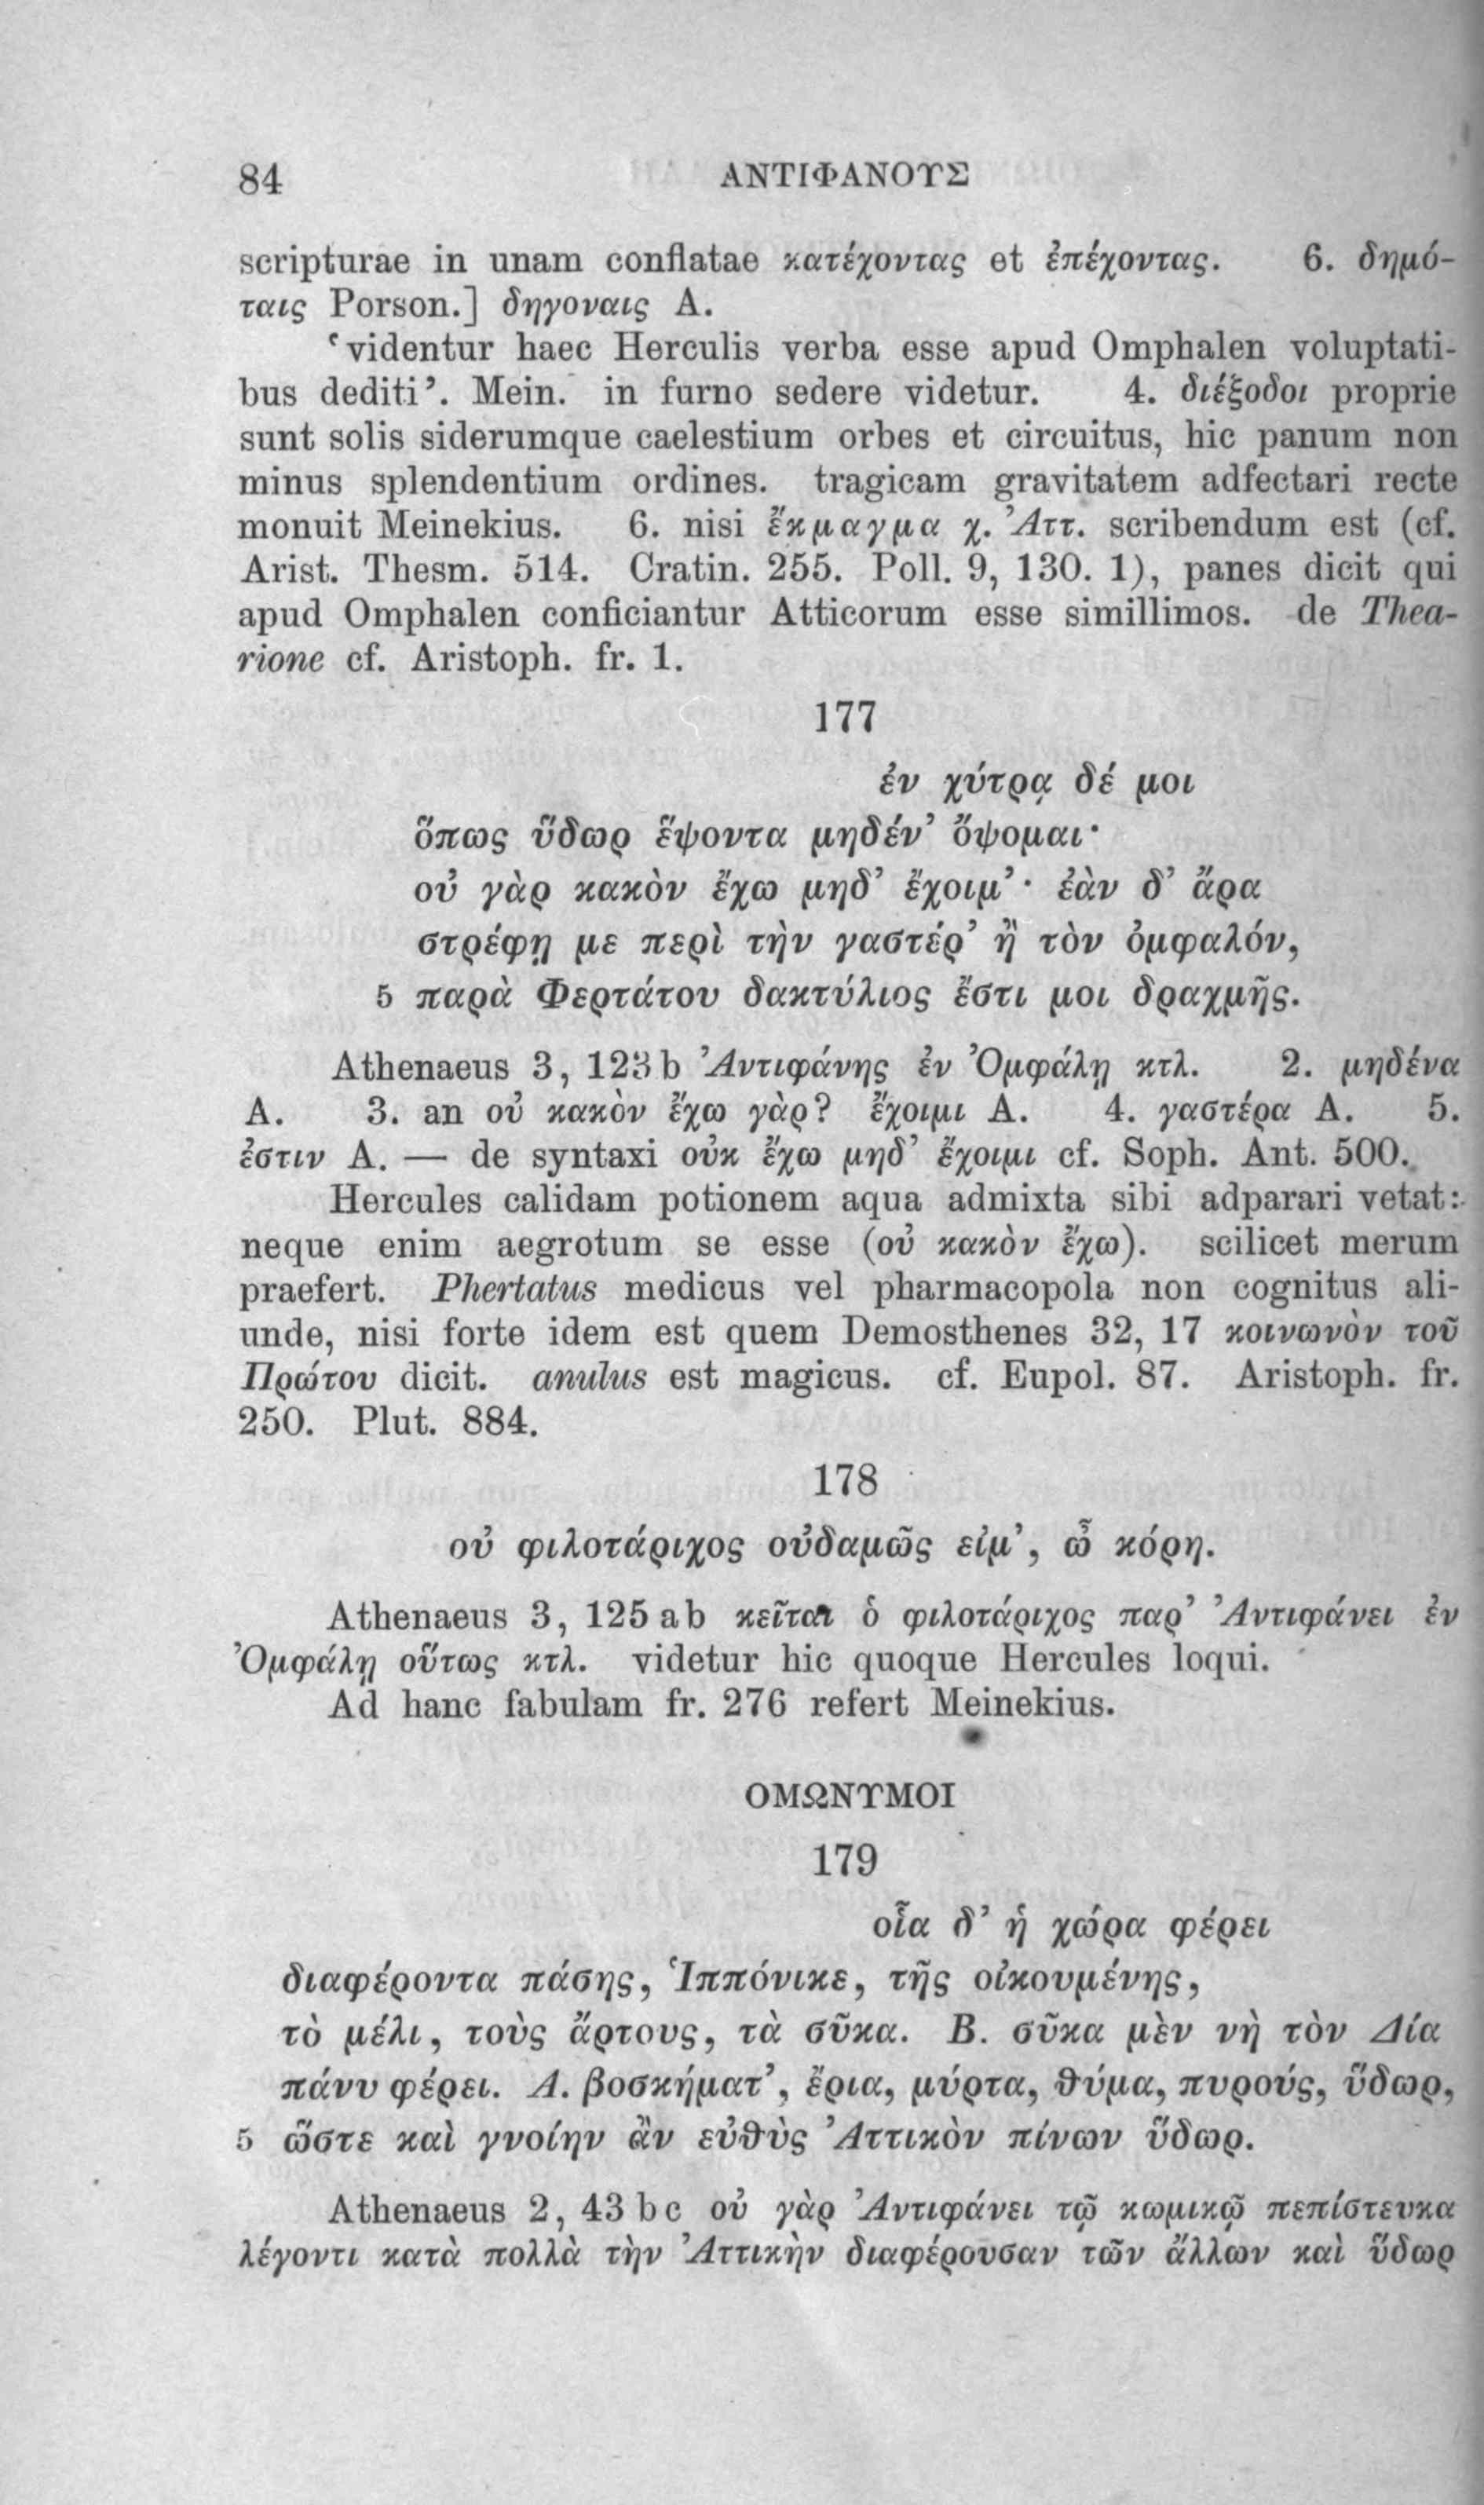 84 ΑΝΤΙΦΑΝΟΥΣ
scripturae in unam conflatae κατέχοντας et ἐπέχοντας. 6. δημό-
ταις Porson.] δηγοναις A.
‘videntur haec Herculis verba esse apud Omphalen voluptati-
bus dediti’. Mein. in furno sedere videtur. 4. διέξοδοι proprie
sunt solis siderumque caelestium orbes et circuitus, hic panum non
minus splendentium ordines. tragicam gravitatem adfectari recte
monuit Meinekius. 6. nisi ἔκμαγμα χ. Ἀττ. scribendum est (cf.
Arist. Thesm. 514. Cratin. 255. Poll. 9, 130. 1), panes dicit qui
apud Omphalen conficiantur Atticorum esse simillimos. de Thea-
rione cf. Aristoph. fr. 1.
177
ἐν χύτρᾳ δέ μοι
ὅπως ὕδωρ ἕψοντα μηδέν’ ὄψομαι·
οὐ γὰρ κακὸν ἔχω μηδ’ ἔχοιμ’· ἐὰν δ’ ἄρα
στρέφῃ με περὶ τὴν γαστέρ’ ἢ τὸν ὀμφαλόν,
5 παρὰ Φερτάτου δακτύλιος ἔστι μοι δραχμῆς.
Athenaeus 3, 123 b Ἀντιφάνης ἐν Ὀμφάλῃ κτλ. 2. μηδένα
A. 3. an οὐ κακὸν ἔχω γὰρ? ἔχοιμι A. 4. γαστέρα A. 5.
ἐστιν A. — de syntaxi οὐκ ἔχω μηδ’ ἔχοιμι cf. Soph. Ant. 500.
Hercules calidam potionem aqua admixta sibi adparari vetat:
neque enim aegrotum se esse (οὐ κακὸν ἔχω). scilicet merum
praefert. Phertatus medicus vel pharmacopola non cognitus ali-
unde, nisi forte idem est quem Demosthenes 32, 17 κοινωνὸν τοῦ
Πρώτου dicit. anulus est magicus. cf. Eupol. 87. Aristoph. fr.
250. Plut. 884.
178
οὐ φιλοτάριχος οὐδαμῶς εἰμ’, ὦ κόρη.
Athenaeus 3, 125 a b κεῖται ὁ φιλοτάριχος παρ’ Ἀντιφάνει ἐν
Ὀμφάλῃ οὕτως κτλ. videtur hic quoque Hercules loqui.
Ad hanc fabulam fr. 276 refert Meinekius.
ΟΜΩΝΥΜΟΙ
179
οἷα δ’ ἡ χώρα φέρει
διαφέροντα πάσης, Ἱππόνικε, τῆς οἰκουμένης,
τὸ μέλι, τοὺς ἄρτους, τὰ σῦκα. Β. σῦκα μὲν νὴ τὸν Δία
πάνυ φέρει. Α. βοσκήματ’, ἔρια, μύρτα, θύμα, πυρούς, ὕδωρ,
5 ὥστε καὶ γνοίην ἂν εὐθὺς Ἀττικὸν πίνων ὕδωρ.
Athenaeus 2, 43 b c οὐ γὰρ Ἀντιφάνει τῷ κωμικῷ πεπίστευκα
λέγοντι κατὰ πολλὰ τὴν Ἀττικὴν διαφέρουσαν τῶν ἄλλων καὶ ὕδωρ